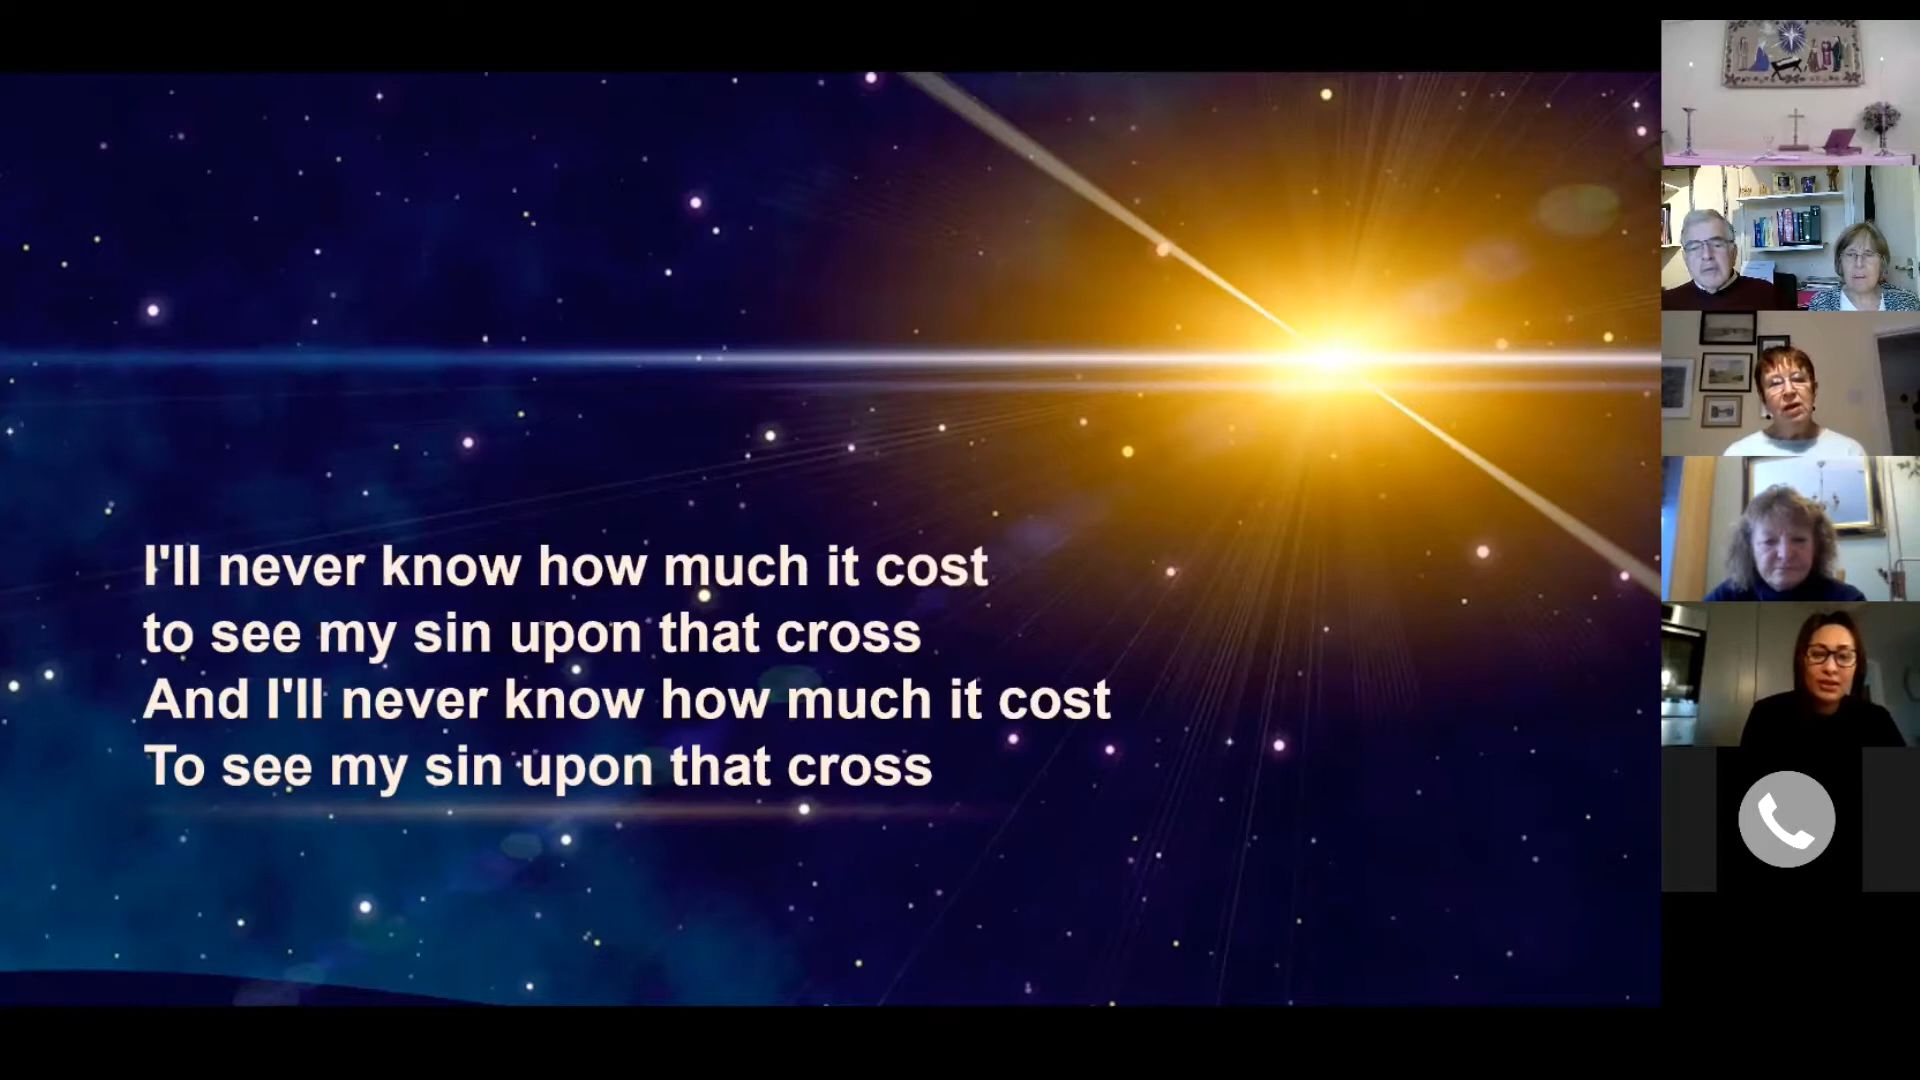 I'll never know how much it cost
to see my sin upon that cross
And I'll never know how much it cost
To see my sin upon that cross